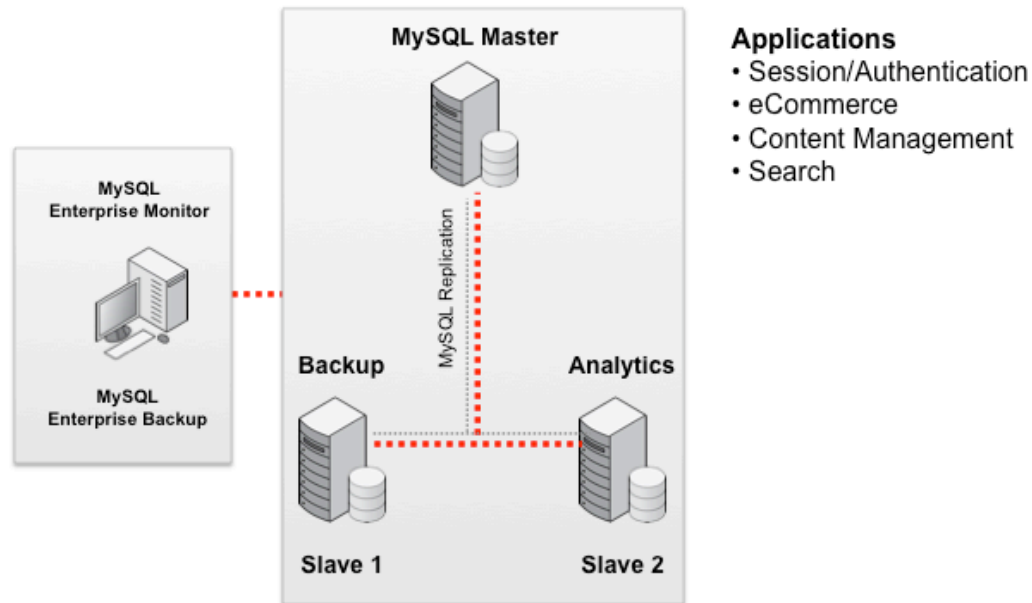 MySQL Master
Applications
• Session/Authentication
• eCommerce
• Content Management
• Search
MySQL
Enterprise Monitor
MySQL
Enterprise Backup
MySQL Replication
Backup
Analytics
Slave 1
Slave 2